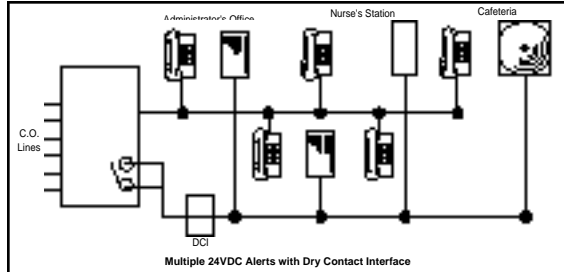 Administrator's Office
Nurse's Station
Cafeteria
C.O.
Lines
DCI
Multiple 24VDC Alerts with Dry Contact Interface